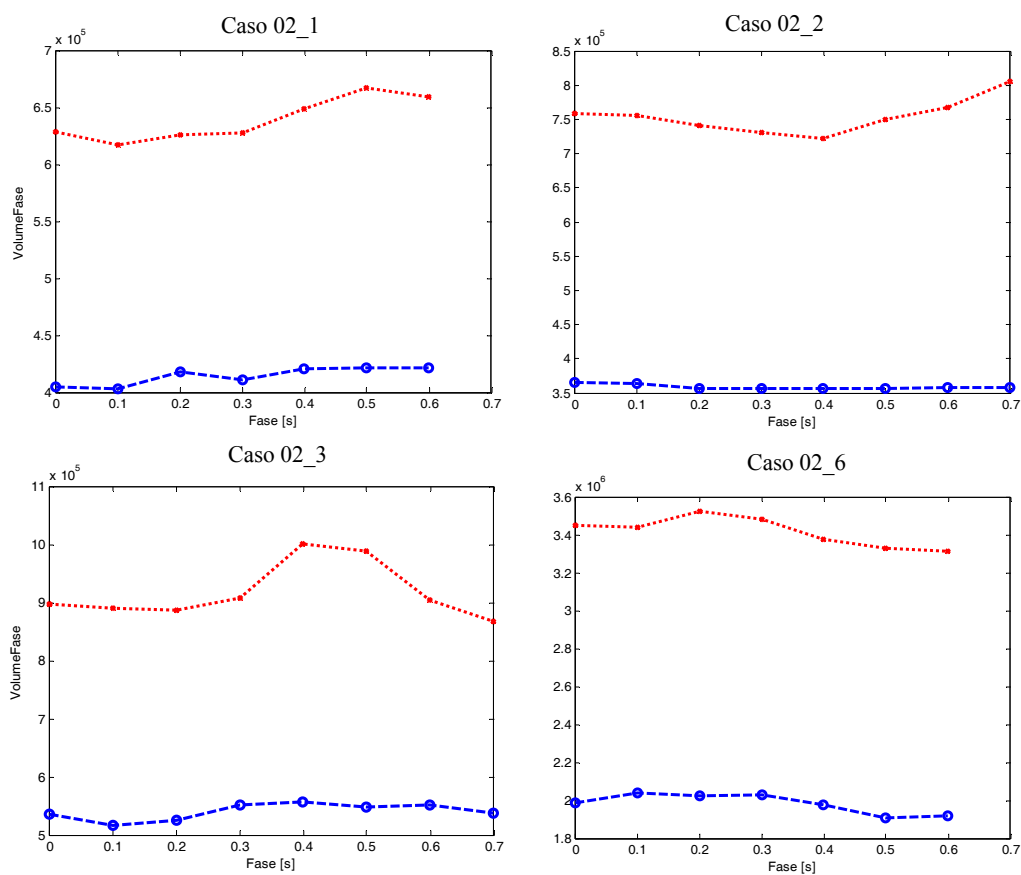 Caso 02_1
x 10^5
7
6.5
6
5.5
5
4.5
4
VolumeFase
0 0.1 0.2 0.3 0.4 0.5 0.6 0.7
Fase [s]
Caso 02_2
x 10^5
8.5
8
7.5
7
6.5
6
5.5
5
4.5
4
3.5
0 0.1 0.2 0.3 0.4 0.5 0.6 0.7
Fase [s]
Caso 02_3
x 10^5
11
10
9
8
7
6
5
VolumeFase
0 0.1 0.2 0.3 0.4 0.5 0.6 0.7
Fase [s]
Caso 02_6
x 10^6
3.6
3.4
3.2
3
2.8
2.6
2.4
2.2
2
1.8
0 0.1 0.2 0.3 0.4 0.5 0.6 0.7
Fase [s]